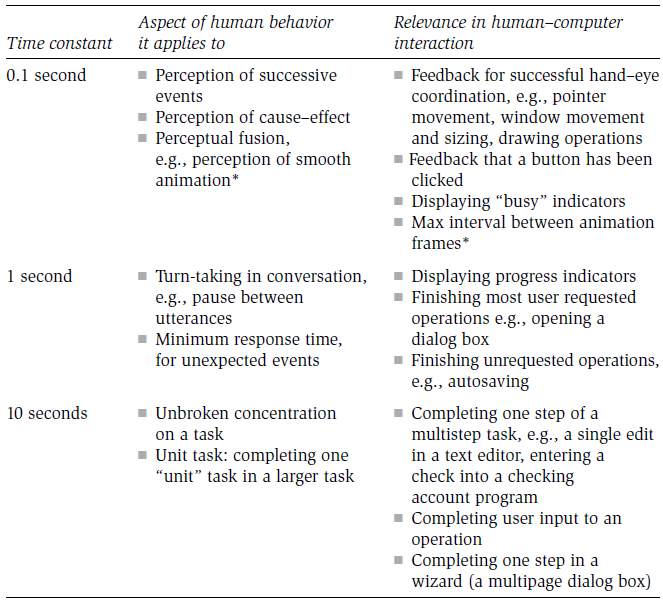 Time constant
Aspect of human behavior
it applies to
Relevance in human–computer
interaction
0.1 second
■ Perception of successive
events
■ Perception of cause–effect
■ Perceptual fusion,
e.g., perception of smooth
animation*
■ Feedback for successful hand–eye
coordination, e.g., pointer
movement, window movement
and sizing, drawing operations
■ Feedback that a button has been
clicked
■ Displaying “busy” indicators
■ Max interval between animation
frames*
1 second
■ Turn-taking in conversation,
e.g., pause between
utterances
■ Minimum response time,
for unexpected events
■ Displaying progress indicators
■ Finishing most user requested
operations e.g., opening a
dialog box
■ Finishing unrequested operations,
e.g., autosaving
10 seconds
■ Unbroken concentration
on a task
■ Unit task: completing one
“unit” task in a larger task
■ Completing one step of a
multistep task, e.g., a single edit
in a text editor, entering a
check into a checking
account program
■ Completing user input to an
operation
■ Completing one step in a
wizard (a multipage dialog box)